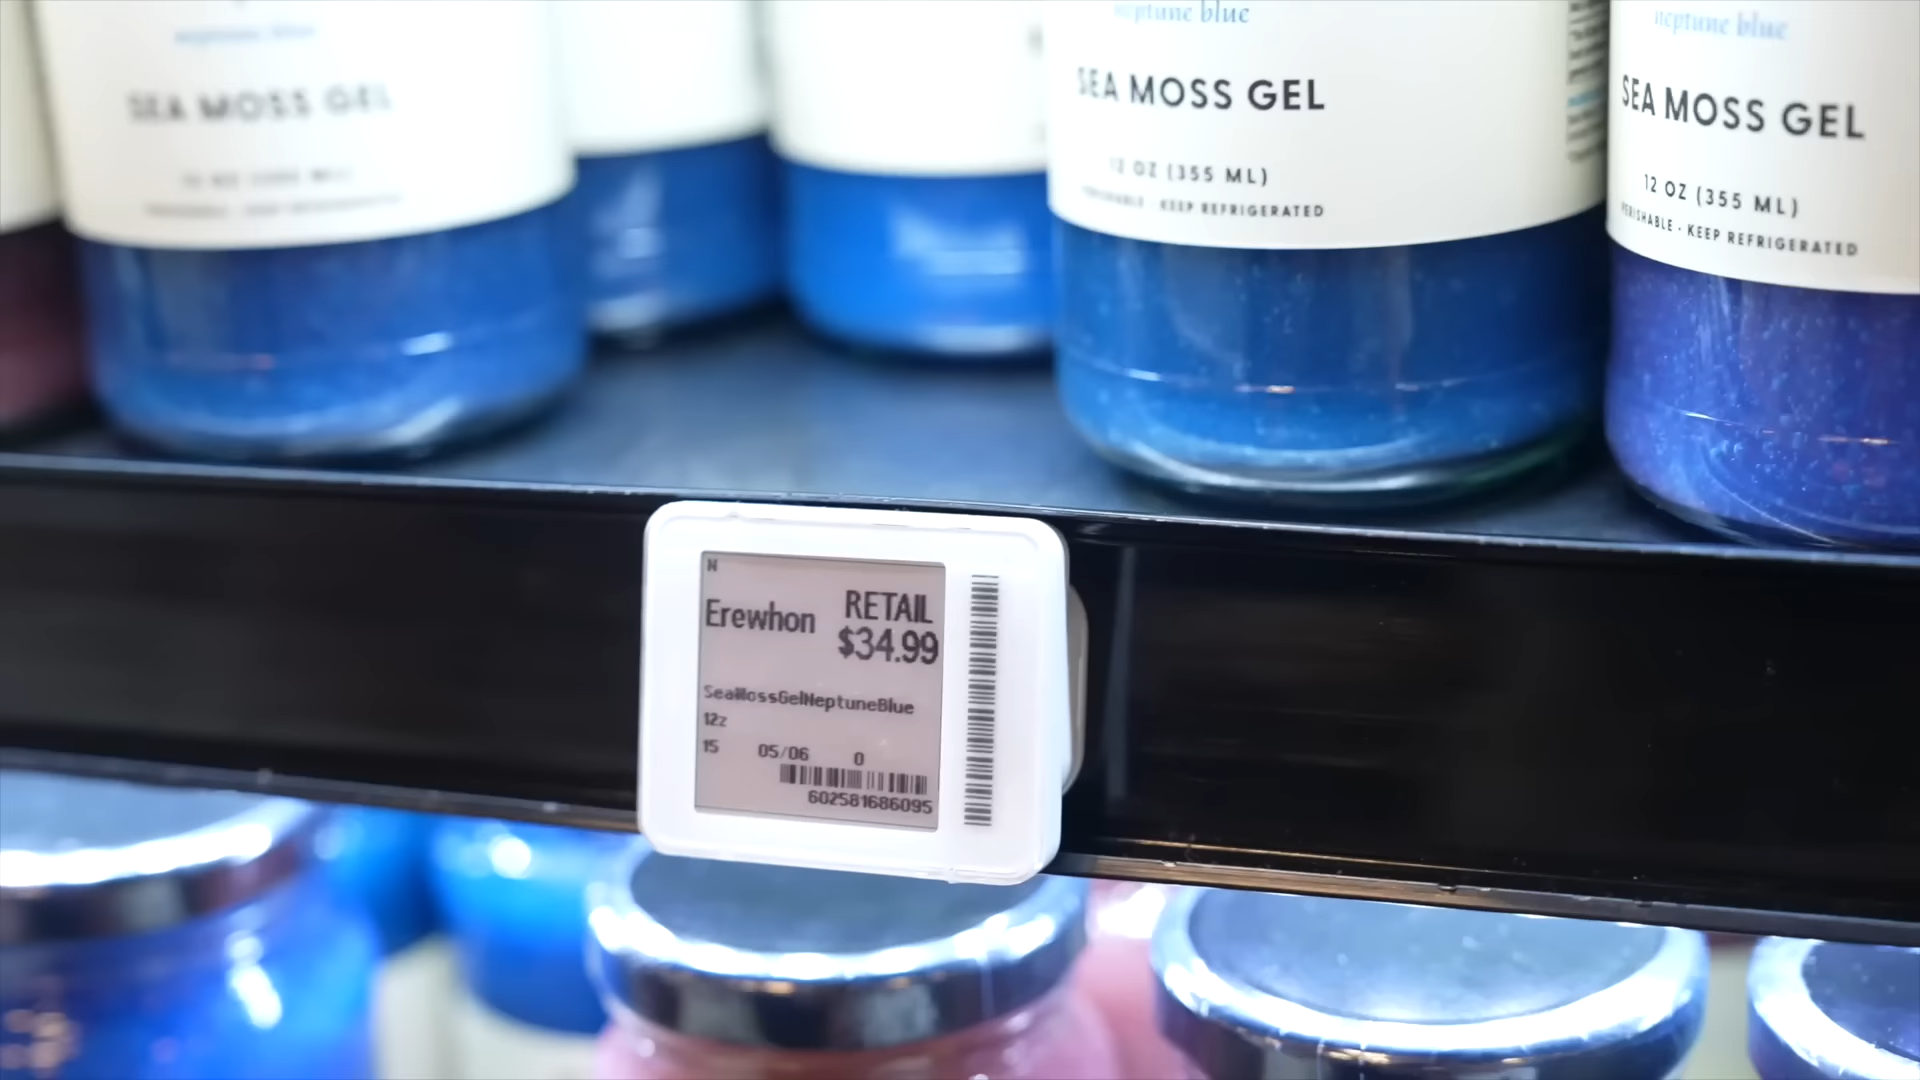 neptune blue
SEA MOSS GEL
neptune blue
SEA MOSS GEL
12 OZ (355 ML)
PERISHABLE · KEEP REFRIGERATED
neptune blue
SEA MOSS GEL
12 OZ (355 ML)
PERISHABLE · KEEP REFRIGERATED
N
Erewhon
RETAIL
$34.99
SeaMossGelNeptuneBlue
12z
15 05/06 0
602581686095